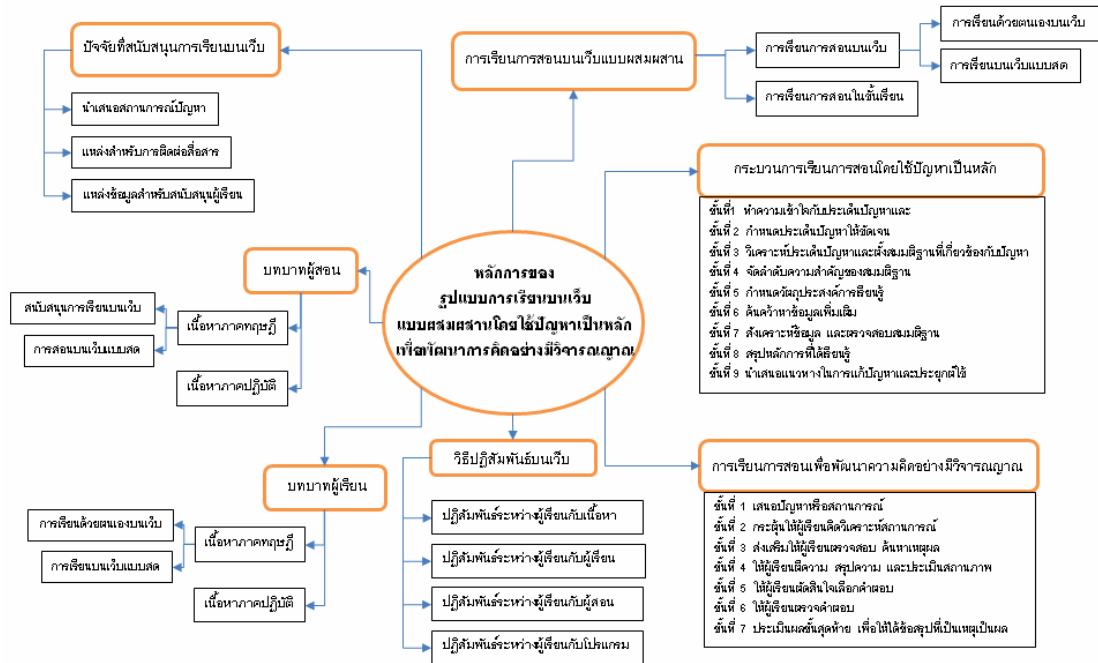 ปัจจัยที่สนับสนุนการเรียนบนเว็บ
นำเสนอสถานการณ์ปัญหา
แหล่งสำหรับการติดต่อสื่อสาร
แหล่งข้อมูลสำหรับสนับสนุนผู้เรียน
การเรียนการสอนบนเว็บแบบผสมผสาน
การเรียนการสอนบนเว็บ
การเรียนด้วยตนเองบนเว็บ
การเรียนบนเว็บแบบสด
การเรียนการสอนในชั้นเรียน
กระบวนการเรียนการสอนโดยใช้ปัญหาเป็นหลัก
ขั้นที่1 ทำความเข้าใจกับประเด็นปัญหาและ
ขั้นที่ 2 กำหนดประเด็นปัญหาให้ชัดเจน
ขั้นที่ 3 วิเคราะห์ประเด็นปัญหาและตั้งสมมติฐานที่เกี่ยวข้องกับปัญหา
ขั้นที่ 4 จัดลำดับความสำคัญของสมมติฐาน
ขั้นที่ 5 กำหนดวัตถุประสงค์การเรียนรู้
ขั้นที่ 6 ค้นคว้าหาข้อมูลเพิ่มเติม
ขั้นที่ 7 สังเคราะห์ข้อมูล และตรวจสอบสมมติฐาน
ขั้นที่ 8 สรุปหลักการที่ได้เรียนรู้
ขั้นที่ 9 นำเสนอแนวทางในการแก้ปัญหาและประยุกต์ใช้
หลักการของ
รูปแบบการเรียนบนเว็บ
แบบผสมผสานโดยใช้ปัญหาเป็นหลัก
เพื่อพัฒนาการคิดอย่างมีวิจารณญาณ
บทบาทผู้สอน
สนับสนุนการเรียนบนเว็บ
เนื้อหาภาคทฤษฎี
การสอนบนเว็บแบบสด
เนื้อหาภาคปฏิบัติ
บทบาทผู้เรียน
การเรียนด้วยตนเองบนเว็บ
เนื้อหาภาคทฤษฎี
การเรียนบนเว็บแบบสด
เนื้อหาภาคปฏิบัติ
วิธีปฏิสัมพันธ์บนเว็บ
ปฏิสัมพันธ์ระหว่างผู้เรียนกับเนื้อหา
ปฏิสัมพันธ์ระหว่างผู้เรียนกับผู้เรียน
ปฏิสัมพันธ์ระหว่างผู้เรียนกับผู้สอน
ปฏิสัมพันธ์ระหว่างผู้เรียนกับโปรแกรม
การเรียนการสอนเพื่อพัฒนาความคิดอย่างมีวิจารณญาณ
ขั้นที่ 1 เสนอปัญหาหรือสถานการณ์
ขั้นที่ 2 กระตุ้นให้ผู้เรียนคิดวิเคราะห์สถานการณ์
ขั้นที่ 3 ส่งเสริมให้ผู้เรียนตรวจสอบ ค้นหาเหตุผล
ขั้นที่ 4 ให้ผู้เรียนตีความ สรุปความ และประเมินสถานภาพ
ขั้นที่ 5 ให้ผู้เรียนตัดสินใจเลือกคำตอบ
ขั้นที่ 6 ให้ผู้เรียนตรวจคำตอบ
ขั้นที่ 7 ประเมินผลขั้นสุดท้าย เพื่อให้ได้ข้อสรุปที่เป็นเหตุเป็นผล